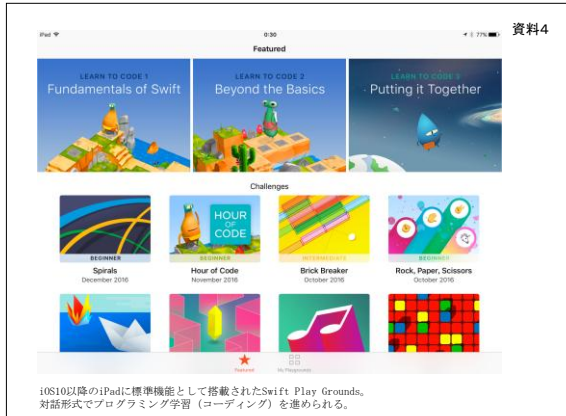 資料4
iPad
0:30
77%
Featured
LEARN TO CODE 1
Fundamentals of Swift
LEARN TO CODE 2
Beyond the Basics
LEARN TO CODE 3
Putting it Together
Challenges
HOUR
OF
CODE
BEGINNER
BEGINNER
INTERMEDIATE
BEGINNER
Spirals
December 2016
Hour of Code
November 2016
Brick Breaker
October 2016
Rock, Paper, Scissors
October 2016
Featured
My Playgrounds
iOS10以降のiPadに標準機能として搭載されたSwift Play Grounds。
対話形式でプログラミング学習（コーディング）を進められる。